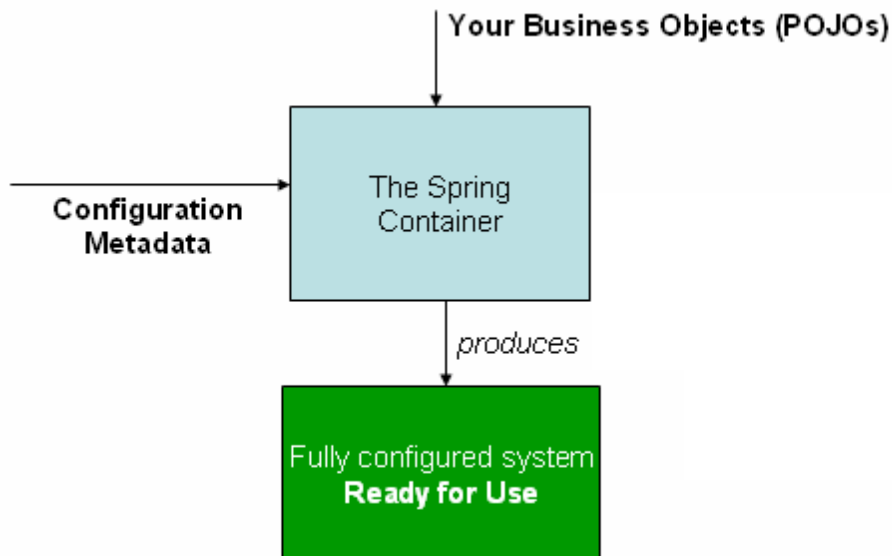 Your Business Objects (POJOs)
The Spring
Container
Configuration
Metadata
produces
Fully configured system
Ready for Use